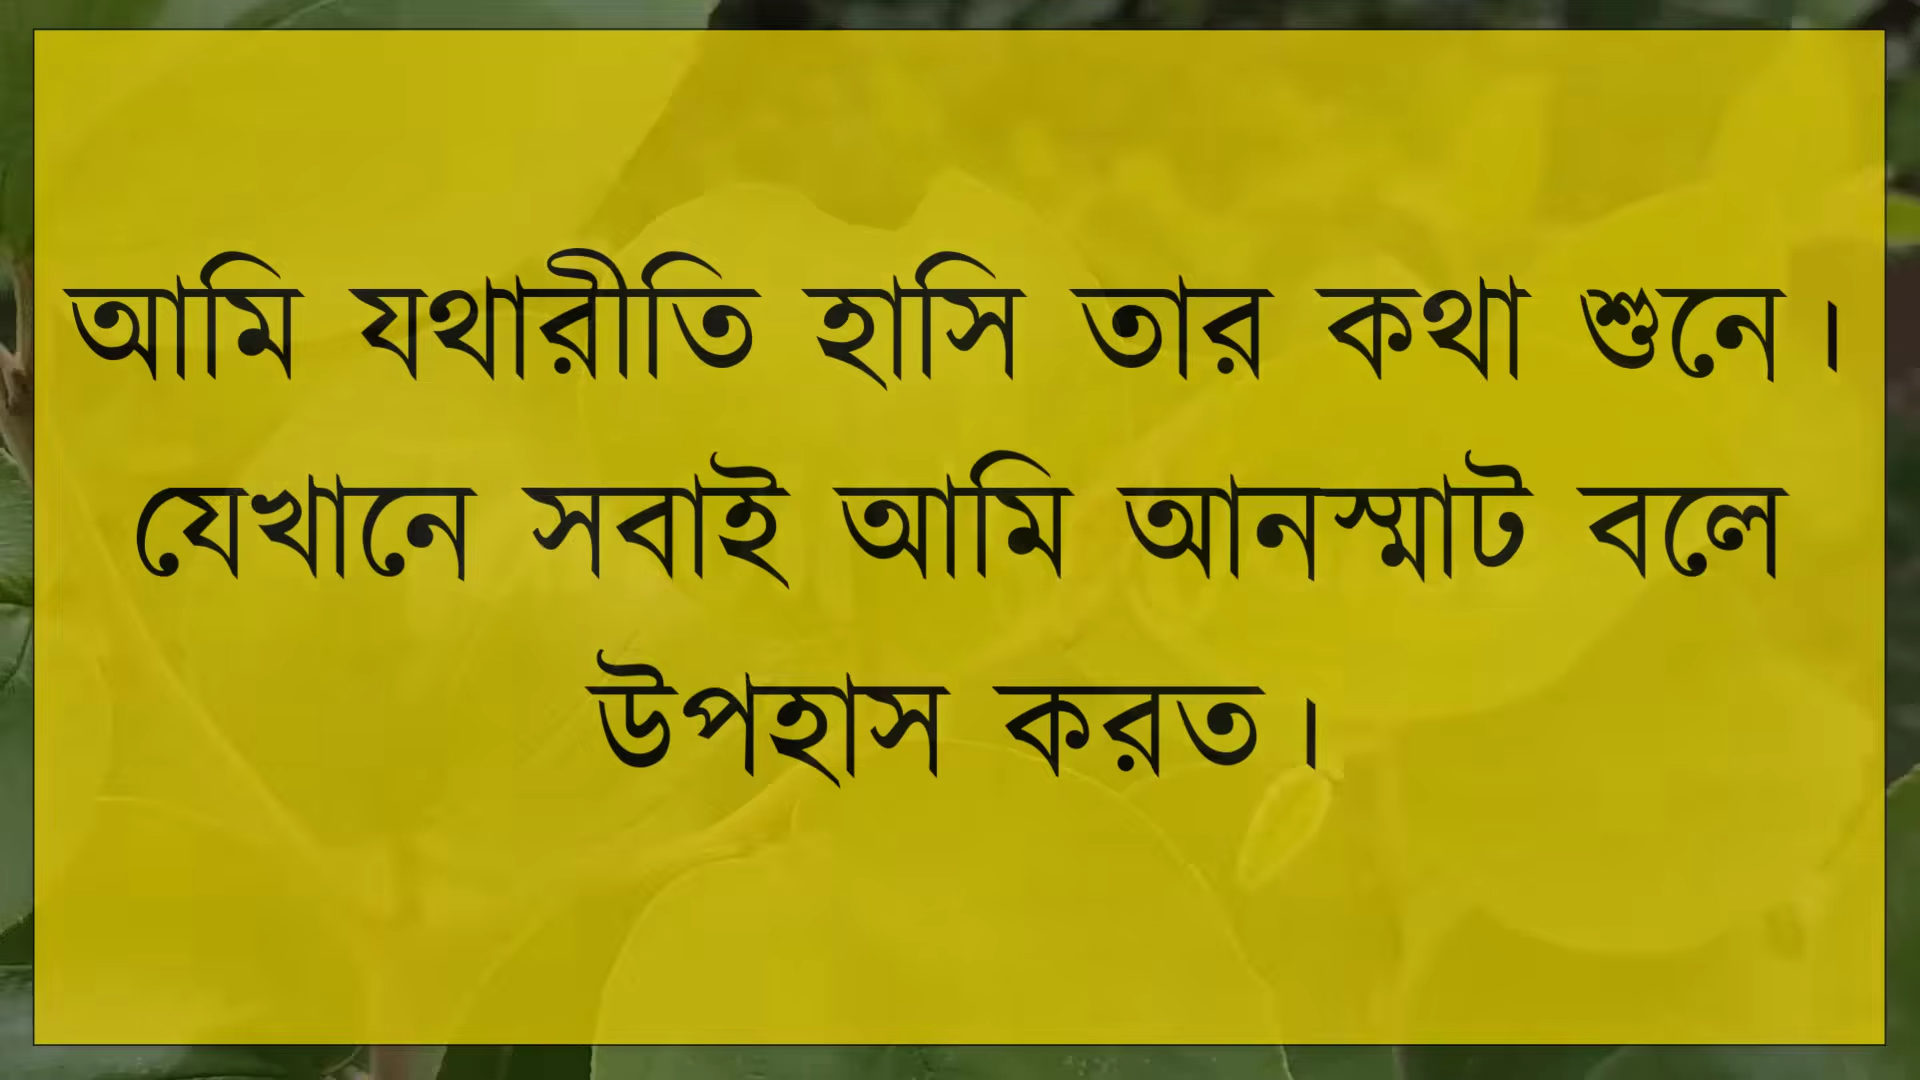 আমি যথারীতি হাসি তার কথা শুনে।
যেখানে সবাই আমি আনস্মাট বলে
উপহাস করত।